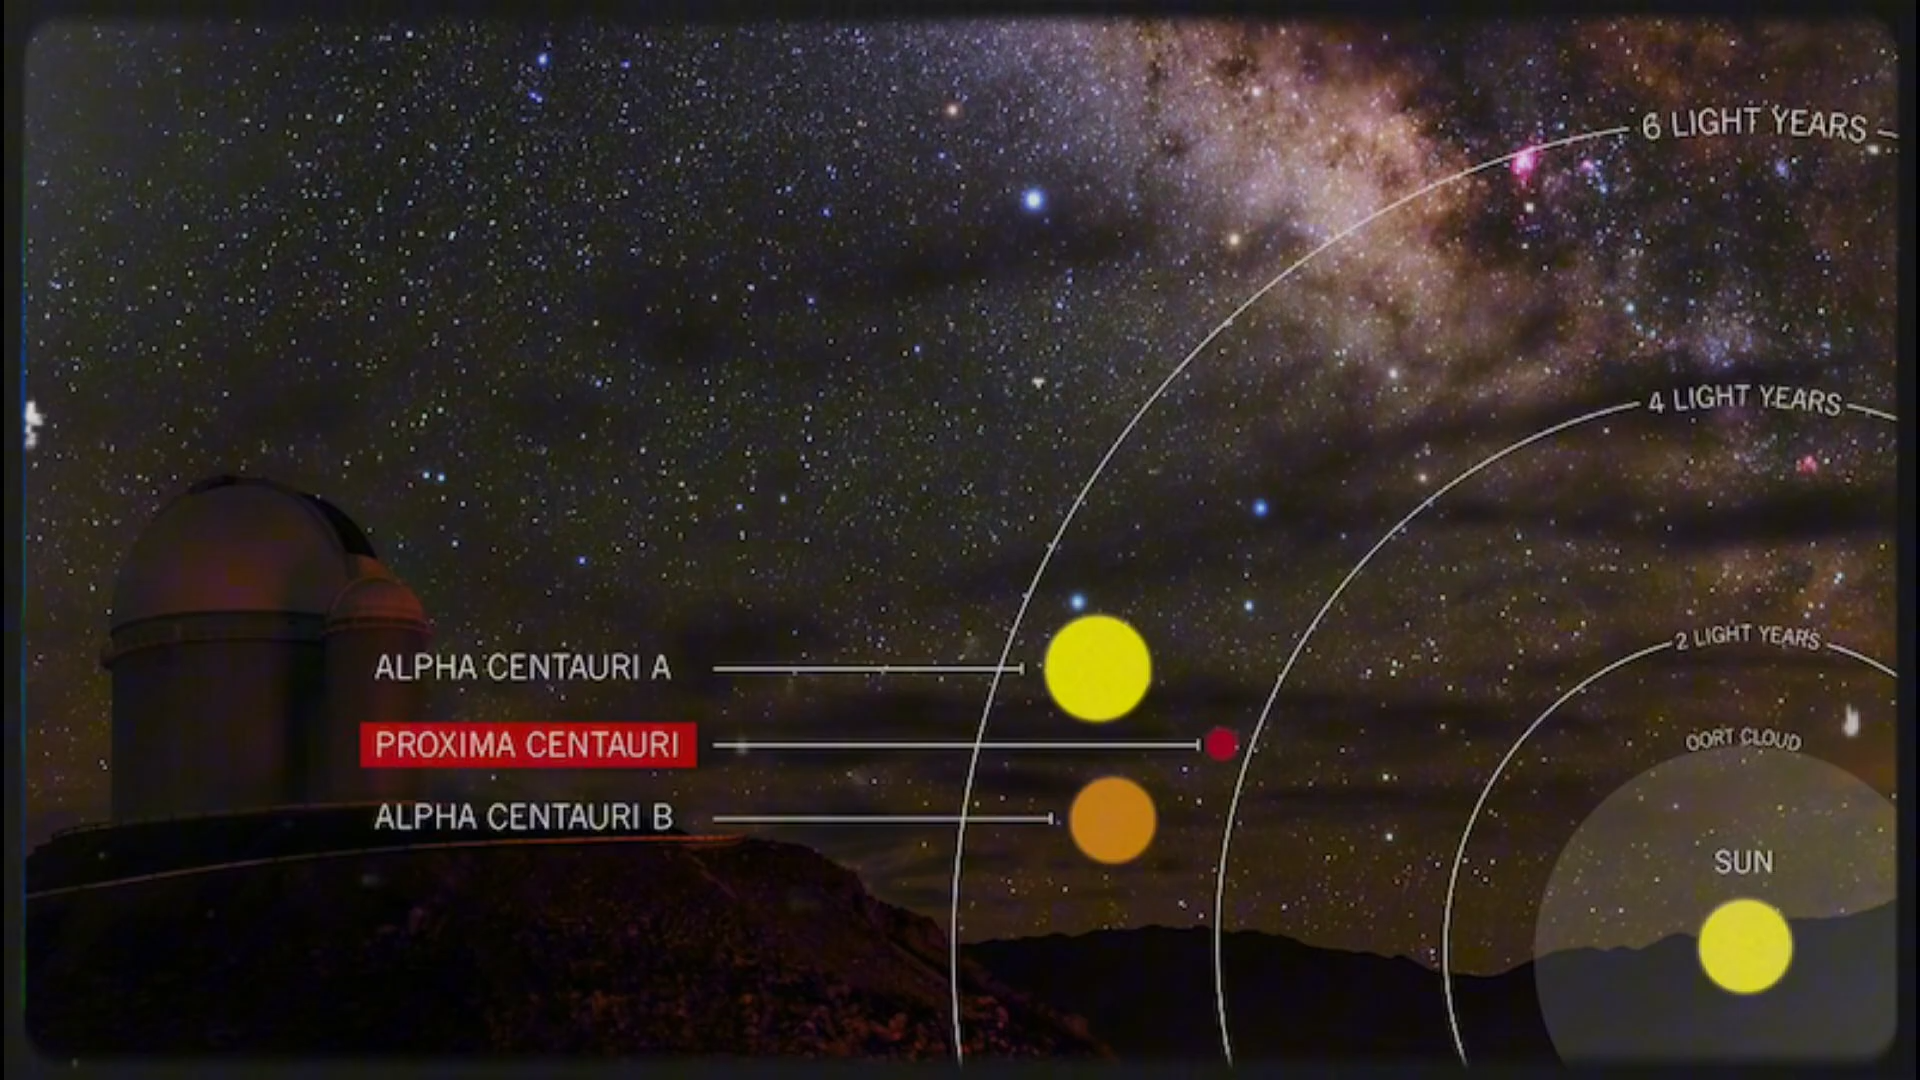 6 LIGHT YEARS
4 LIGHT YEARS
2 LIGHT YEARS
ALPHA CENTAURI A
PROXIMA CENTAURI
OORT CLOUD
ALPHA CENTAURI B
SUN